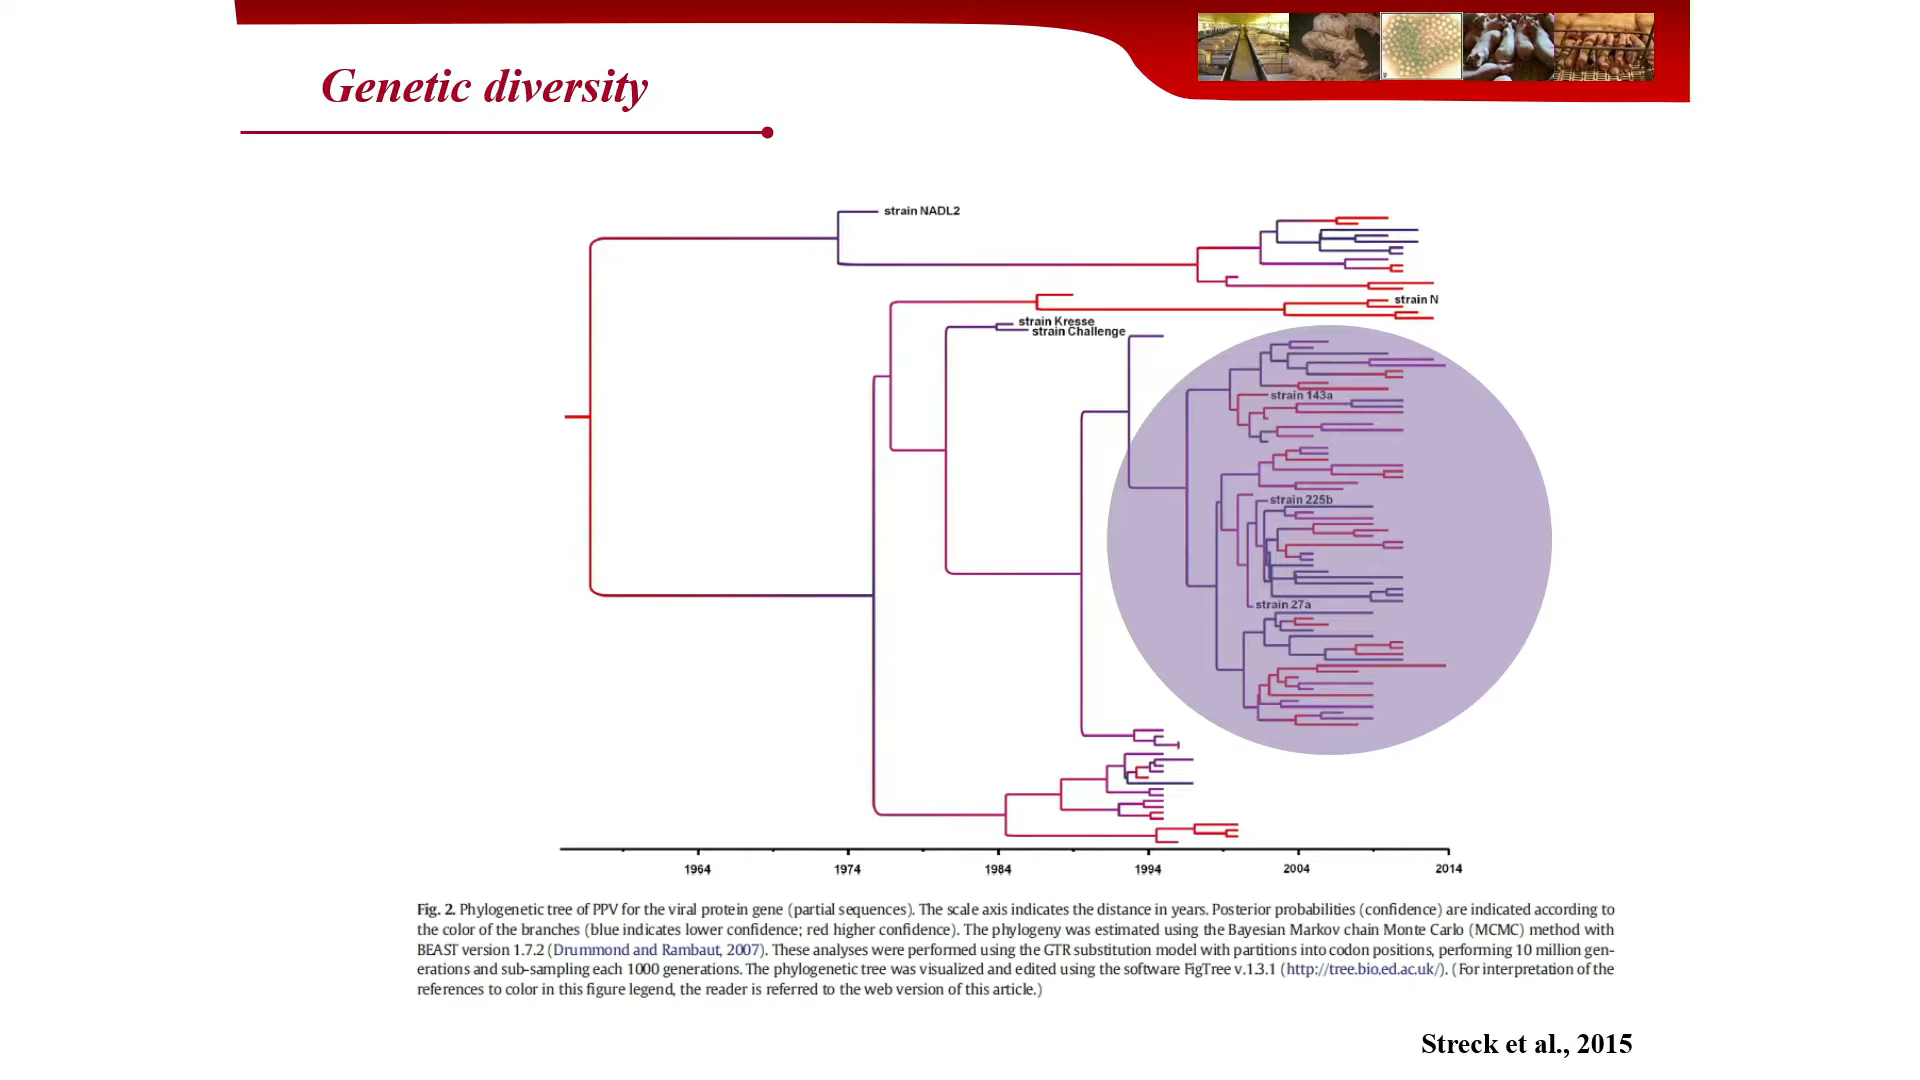 Genetic diversity
strain NADL2
strain N
strain Kresse
strain Challenge
strain 143a
strain 225b
strain 27a
1964 1974 1984 1994 2004 2014
Fig. 2. Phylogenetic tree of PPV for the viral protein gene (partial sequences). The scale axis indicates the distance in years. Posterior probabilities (confidence) are indicated according to
the color of the branches (blue indicates lower confidence; red higher confidence). The phylogeny was estimated using the Bayesian Markov chain Monte Carlo (MCMC) method with
BEAST version 1.7.2 (Drummond and Rambaut, 2007). These analyses were performed using the GTR substitution model with partitions into codon positions, performing 10 million gen-
erations and sub-sampling each 1000 generations. The phylogenetic tree was visualized and edited using the software FigTree v.1.3.1 (http://tree.bio.ed.ac.uk/). (For interpretation of the
references to color in this figure legend, the reader is referred to the web version of this article.)
Streck et al., 2015